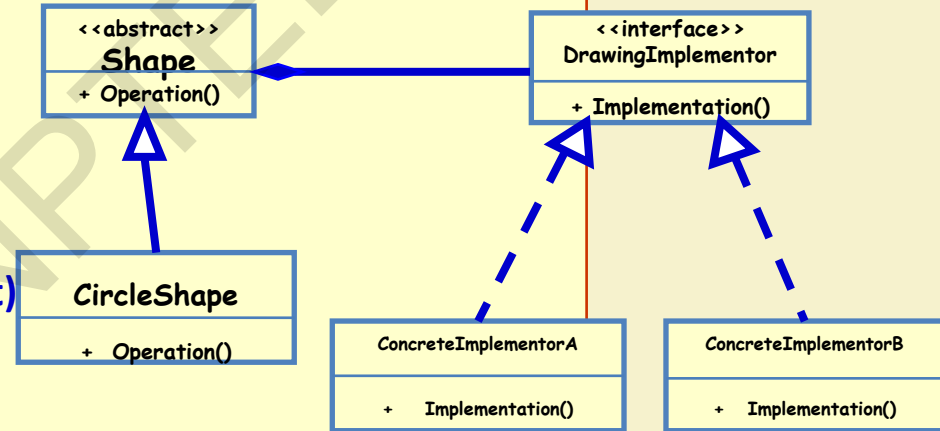 <<abstract>>
Shape
+ Operation()
<<interface>>
DrawingImplementor
+ Implementation()
CircleShape
+ Operation()
ConcreteImplementorA
+ Implementation()
ConcreteImplementorB
+ Implementation()